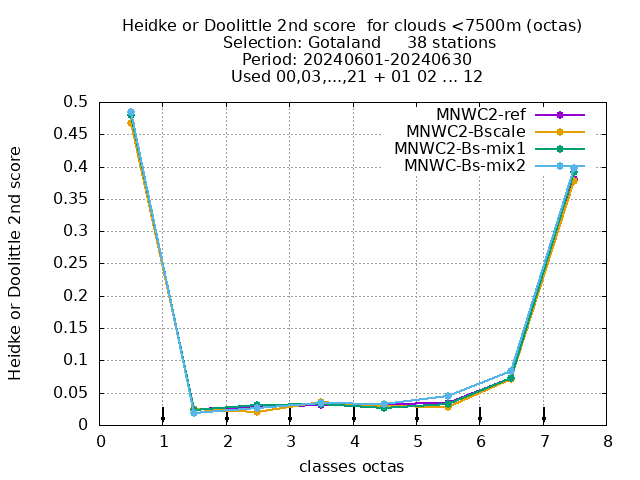 Heidke or Doolittle 2nd score  for clouds <7500m (octas)
Selection: Gotaland     38 stations
Period: 20240601-20240630
Used 00,03,...,21 + 01 02 ... 12
MNWC2-ref
MNWC2-Bscale
MNWC2-Bs-mix1
MNWC-Bs-mix2
Heidke or Doolittle 2nd score
0.5
0.45
0.4
0.35
0.3
0.25
0.2
0.15
0.1
0.05
0
0 1 2 3 4 5 6 7 8
classes octas